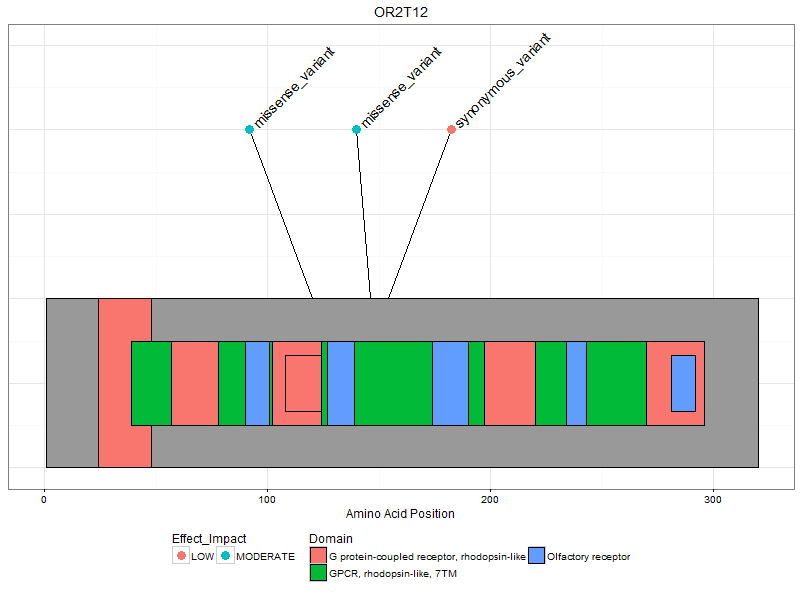 OR2T12
missense_variant
missense_variant
synonymous_variant
0 100 200 300
Amino Acid Position
Effect_Impact
LOW MODERATE
Domain
G protein-coupled receptor, rhodopsin-like Olfactory receptor
GPCR, rhodopsin-like, 7TM